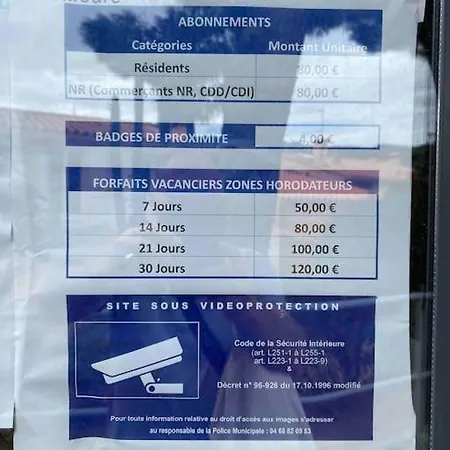 ABONNEMENTS
Catégories Montant Unitaire
Résidents 80,00 €
NR (Commerçants NR, CDD/CDI) 80,00 €
BADGES DE PROXIMITE 4,00 €
FORFAITS VACANCIERS ZONES HORODATEURS
7 Jours 50,00 €
14 Jours 80,00 €
21 Jours 100,00 €
30 Jours 120,00 €
SITE SOUS VIDEOPROTECTION
Code de la Sécurité Intérieure
(art. L251-1 à L255-1
art. L223-1 à L223-9)
&
Décret n° 96-926 du 17.10.1996 modifié
Pour toute information relative au droit d'accès aux images s'adresser
au responsable de la Police Municipale : 04 68 82 09 63